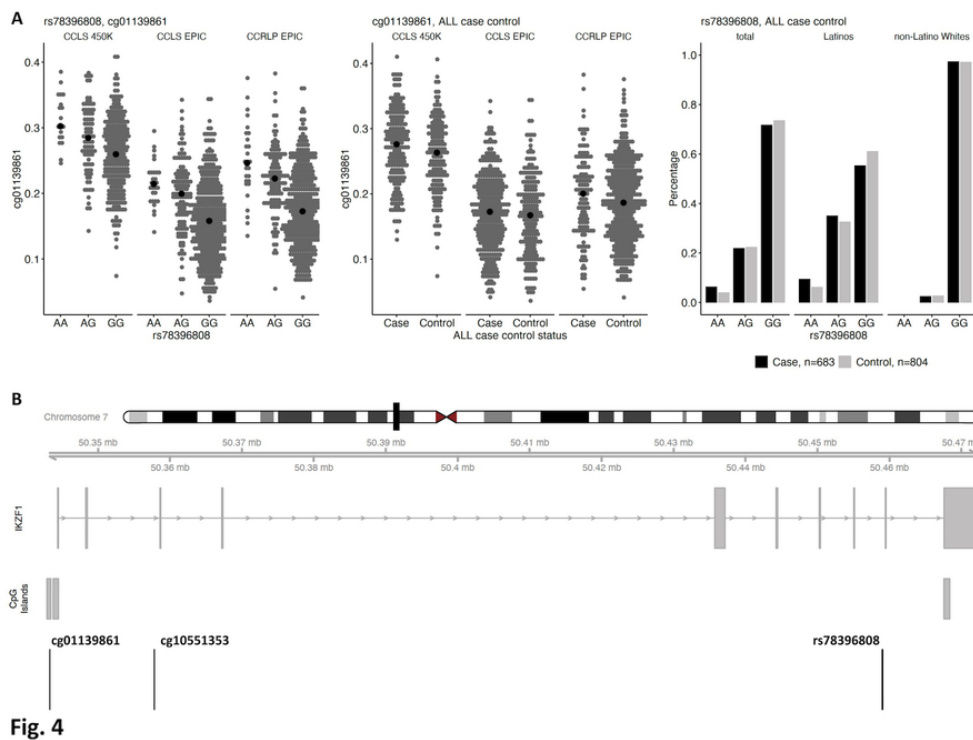 A
rs78396808, cg01139861
CCLS 450K CCLS EPIC CCRLP EPIC
cg01139861
0.4
0.3
0.2
0.1
AA AG GG AA AG GG AA AG GG
rs78396808
cg01139861, ALL case control
CCLS 450K CCLS EPIC CCRLP EPIC
cg01139861
0.4
0.3
0.2
0.1
Case Control Case Control Case Control
ALL case control status
rs78396808, ALL case control
total Latinos non-Latino Whites
Percentage
1.0
0.8
0.6
0.4
0.2
0.0
AA AG GG AA AG GG AA AG GG
rs78396808
Case, n=683 Control, n=804
B
Chromosome 7
50.35 mb 50.37 mb 50.39 mb 50.41 mb 50.43 mb 50.45 mb 50.47 m
50.36 mb 50.38 mb 50.4 mb 50.42 mb 50.44 mb 50.46 mb
IKZF1
CpG
Islands
cg01139861 cg10551353 rs78396808
Fig. 4